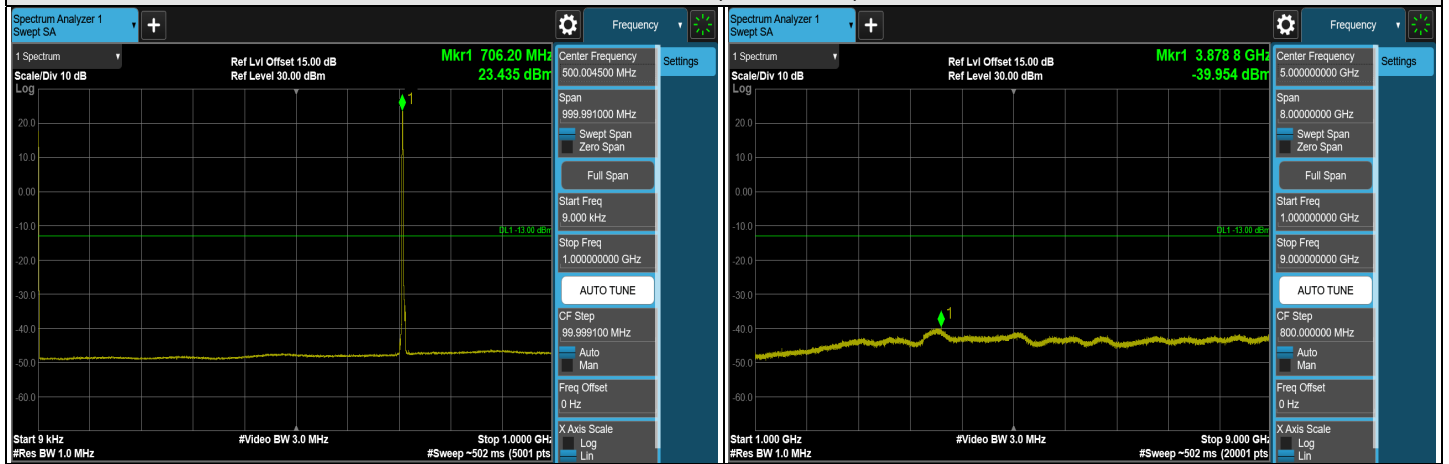 Spectrum Analyzer 1
Swept SA
+
Frequency
1 Spectrum
Scale/Div 10 dB
Log
Ref Lvl Offset 15.00 dB
Ref Level 30.00 dBm
Mkr1 706.20 MHz
23.435 dBm
1
20.0
10.0
0.00
-10.0
-20.0
-30.0
-40.0
-50.0
-60.0
DL1 -13.00 dBm
Start 9 kHz
#Res BW 1.0 MHz
#Video BW 3.0 MHz
Stop 1.0000 GHz
#Sweep ~502 ms (5001 pts
Center Frequency
500.004500 MHz
Span
999.991000 MHz
Swept Span
Zero Span
Full Span
Start Freq
9.000 kHz
Stop Freq
1.000000000 GHz
AUTO TUNE
CF Step
99.999100 MHz
Auto
Man
Freq Offset
0 Hz
X Axis Scale
Log
Lin
Settings
Spectrum Analyzer 1
Swept SA
+
Frequency
1 Spectrum
Scale/Div 10 dB
Log
Ref Lvl Offset 15.00 dB
Ref Level 30.00 dBm
Mkr1 3.878 8 GHz
-39.954 dBm
1
20.0
10.0
0.00
-10.0
-20.0
-30.0
-40.0
-50.0
-60.0
DL1 -13.00 dBm
Start 1.000 GHz
#Res BW 1.0 MHz
#Video BW 3.0 MHz
Stop 9.000 GHz
#Sweep ~502 ms (20001 pts
Center Frequency
5.000000000 GHz
Span
8.00000000 GHz
Swept Span
Zero Span
Full Span
Start Freq
1.000000000 GHz
Stop Freq
9.000000000 GHz
AUTO TUNE
CF Step
800.000000 MHz
Auto
Man
Freq Offset
0 Hz
X Axis Scale
Log
Lin
Settings